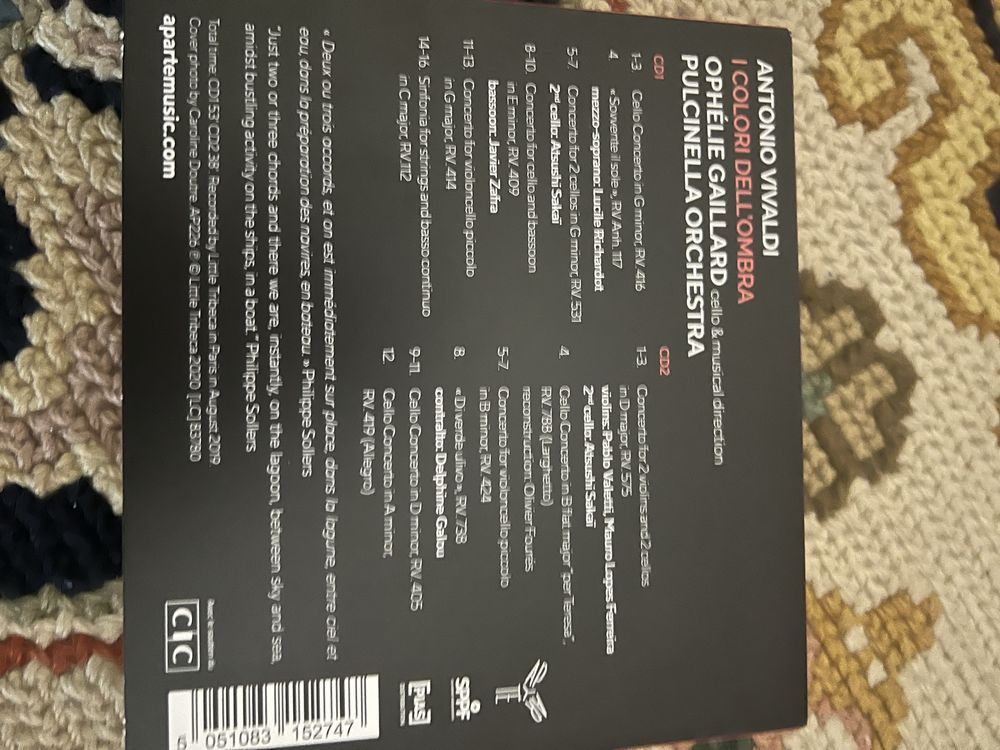 ANTONIO VIVALDI
I COLORI DELL'OMBRA
OPHÉLIE GAILLARD cello & musical direction
PULCINELLA ORCHESTRA
CD1
1-3. Cello Concerto in G minor, RV 416
4. « Sovvente il sole », RV Anh. 117
mezzo-soprano: Lucile Richardot
5-7. Concerto for 2 cellos in G minor, RV 531
2nd cello: Atsushi Sakaï
8-10. Concerto for cello and bassoon
in E minor, RV 409
bassoon: Javier Zafra
11-13. Concerto for violoncello piccolo
in G major, RV 414
14-16. Sinfonia for strings and basso continuo
in C major, RV 112
CD2
1-3. Concerto for 2 violins and 2 cellos
in D major, RV 575
violins: Pablo Valetti, Mauro Lopes Ferreira
2nd cello: Atsushi Sakaï
4. Cello Concerto in B flat major "per Teresa",
RV 788 (Larghetto)
reconstruction: Olivier Fourés
5-7. Concerto for violoncello piccolo
in B minor, RV 424
8. « Di verde ulivo », RV 738
contralto: Delphine Galou
9-11. Cello Concerto in D minor, RV 405
12. Cello Concerto in A minor,
RV 419 (Allegro)
« Deux ou trois accords, et on est immédiatement sur place, dans la lagune, entre ciel et
eau, dans la préparation des navires, en bateau. » Philippe Sollers
"Just two or three chords and there we are, instantly, on the lagoon, between sky and sea,
amidst bustling activity on the ships, in a boat." Philippe Sollers
Total time: CD1 53' CD2 38' Recorded by Little Tribeca in Paris in August 2019
Cover photo by Caroline Doutre AP226 ℗ © Little Tribeca 2020 [LC] 83780
apartemusic.com
avec le soutien du
CIC
SPPF
[PIAS]
5 051083 152747